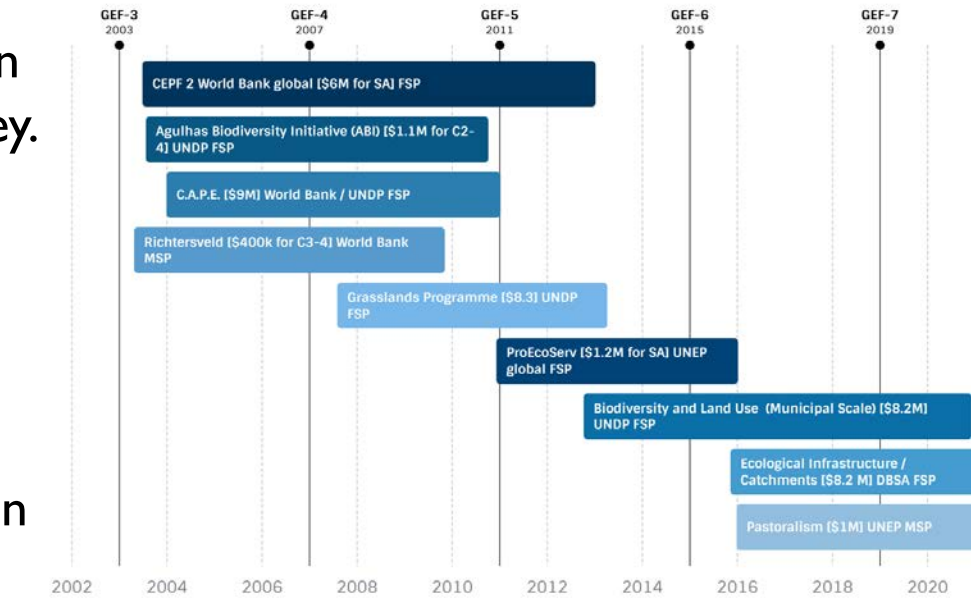 GEF-3 GEF-4 GEF-5 GEF-6 GEF-7
2003 2007 2011 2015 2019
n
ey.
CEPF 2 World Bank global [$6M for SA] FSP
Agulhas Biodiversity Initiative (ABI) [$1.1M for C2-
4] UNDP FSP
C.A.P.E. [$9M] World Bank / UNDP FSP
Richtersveld [$400k for C3-4] World Bank
MSP
Grasslands Programme [$8.3] UNDP
FSP
ProEcoServ [$1.2M for SA] UNEP
global FSP
Biodiversity and Land Use (Municipal Scale) [$8.2M]
UNDP FSP
Ecological Infrastructure /
Catchments [$8.2 M] DBSA FSP
n
Pastoralism [$1M] UNEP MSP
2002 2004 2006 2008 2010 2012 2014 2016 2018 2020